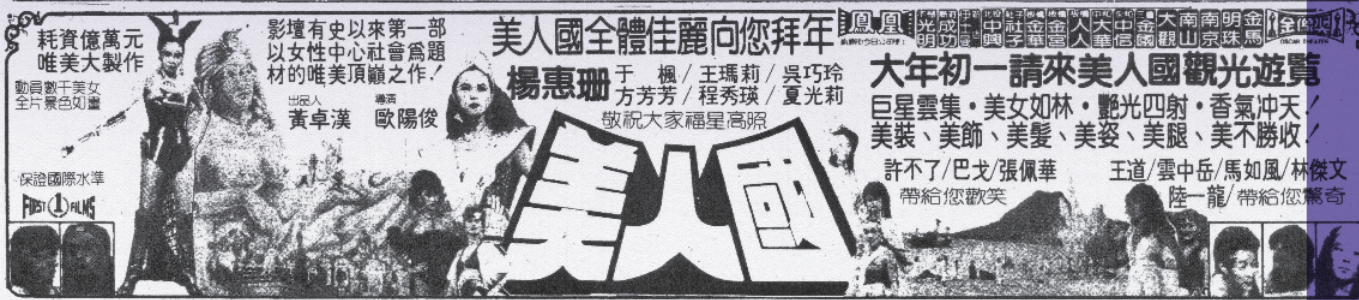 耗資億萬元
唯美大製作
動員數千美女
全片景色如畫
保證國際水準
FIRST 1 FILMS
影壇有史以來第一部
以女性中心社會爲題
材的唯美頂巔之作！
出品人
黃卓漢
導演
歐陽俊
美人國全體佳麗向您拜年
楊惠珊
于楓/王瑪莉/吳巧玲
方芳芳/程秀瑛/夏光莉
敬祝大家福星高照
美人國
鳳凰
大觀
南山
南京
明珠
金馬
OSCAR THEATER
大年初一請來美人國觀光遊覽
巨星雲集・美女如林・艷光四射・香氣冲天！
美裝、美飾、美髮、美姿、美腿、美不勝收！
許不了/巴戈/張佩華
帶給您歡笑
王道/雲中岳/馬如風/林傑文
陸一龍/帶給您驚奇